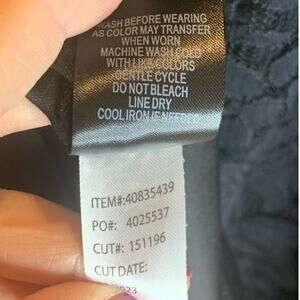 WASH BEFORE WEARING
AS COLOR MAY TRANSFER
WHEN WORN
MACHINE WASH COLD
WITH LIKE COLORS
GENTLE CYCLE
DO NOT BLEACH
LINE DRY
COOL IRON IF NEEDED
ITEM#:40835439
PO#: 4025537
CUT#: 151196
CUT DATE:
2023